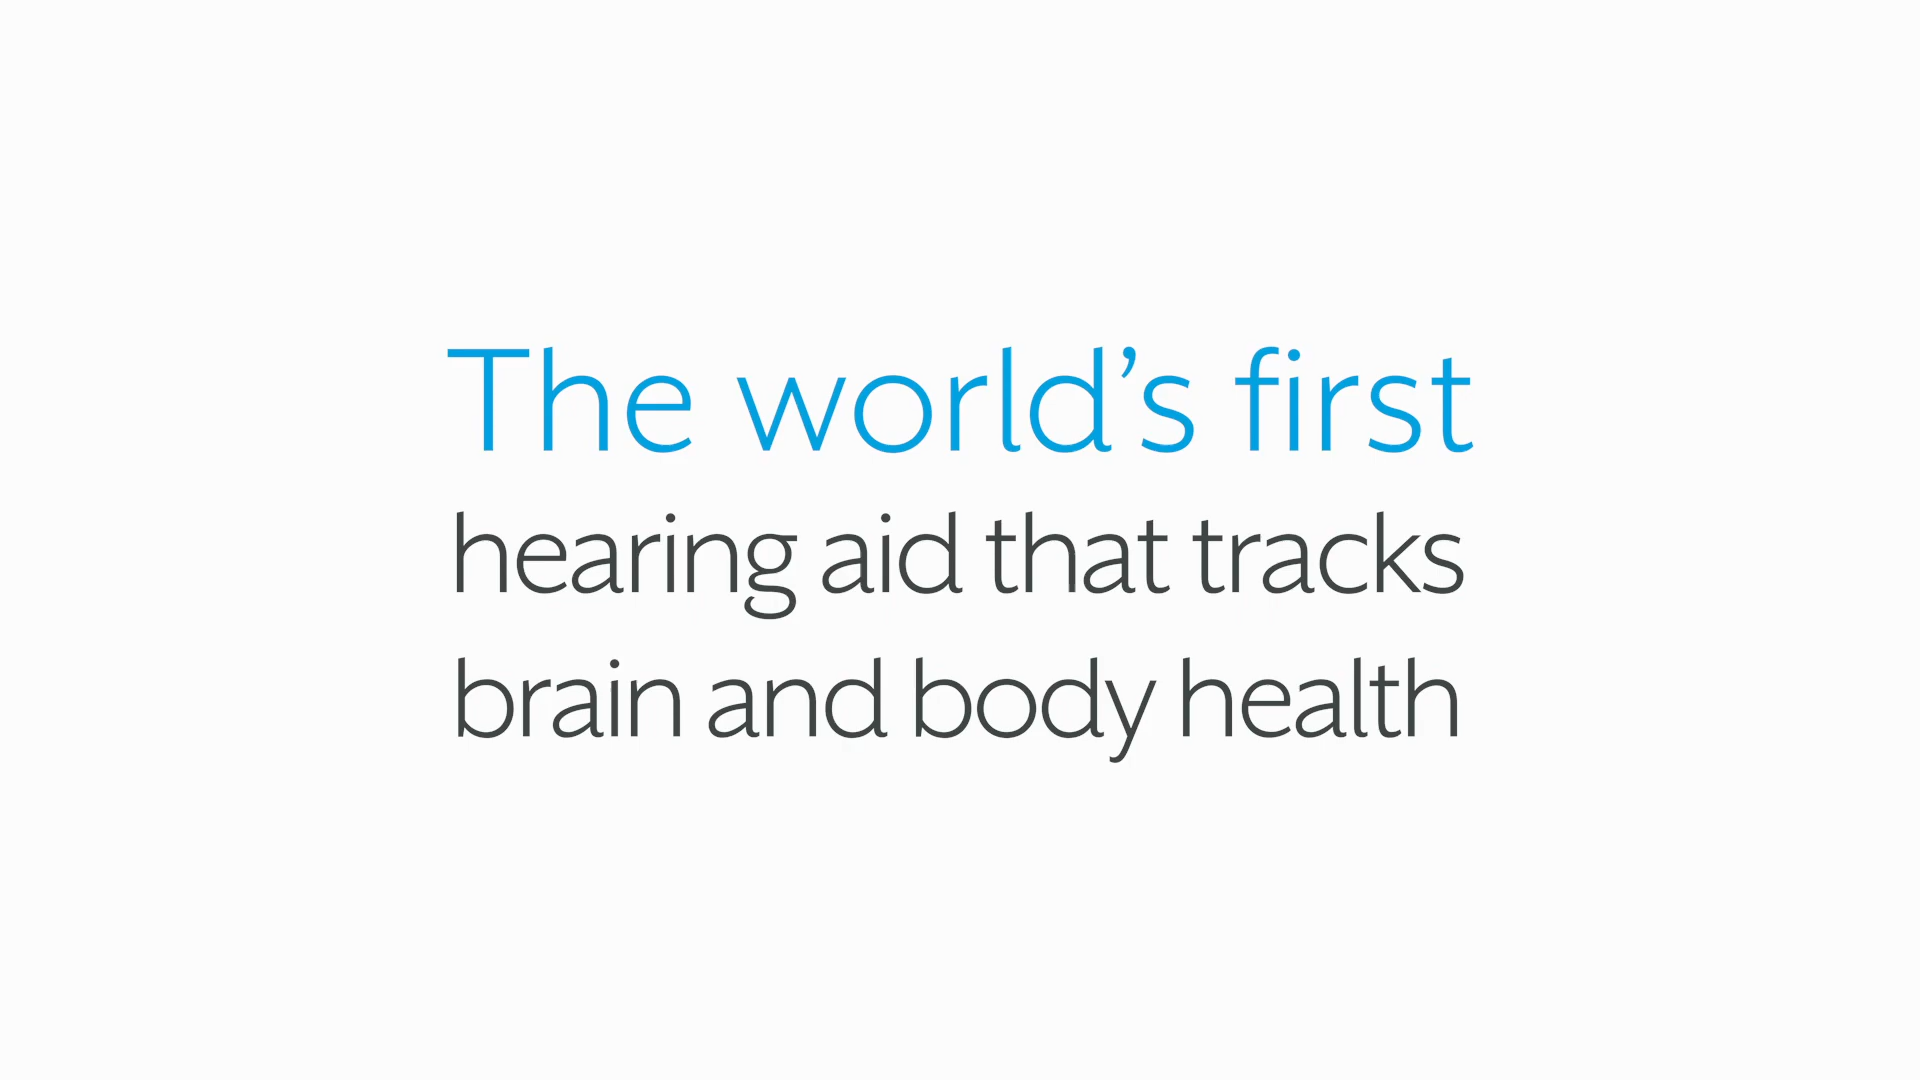 The world’s first
hearing aid that tracks
brain and body health